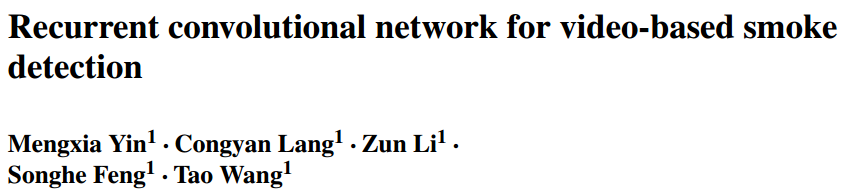 Recurrent convolutional network for video-based smoke
detection
Mengxia Yin¹ · Congyan Lang¹ · Zun Li¹ ·
Songhe Feng¹ · Tao Wang¹